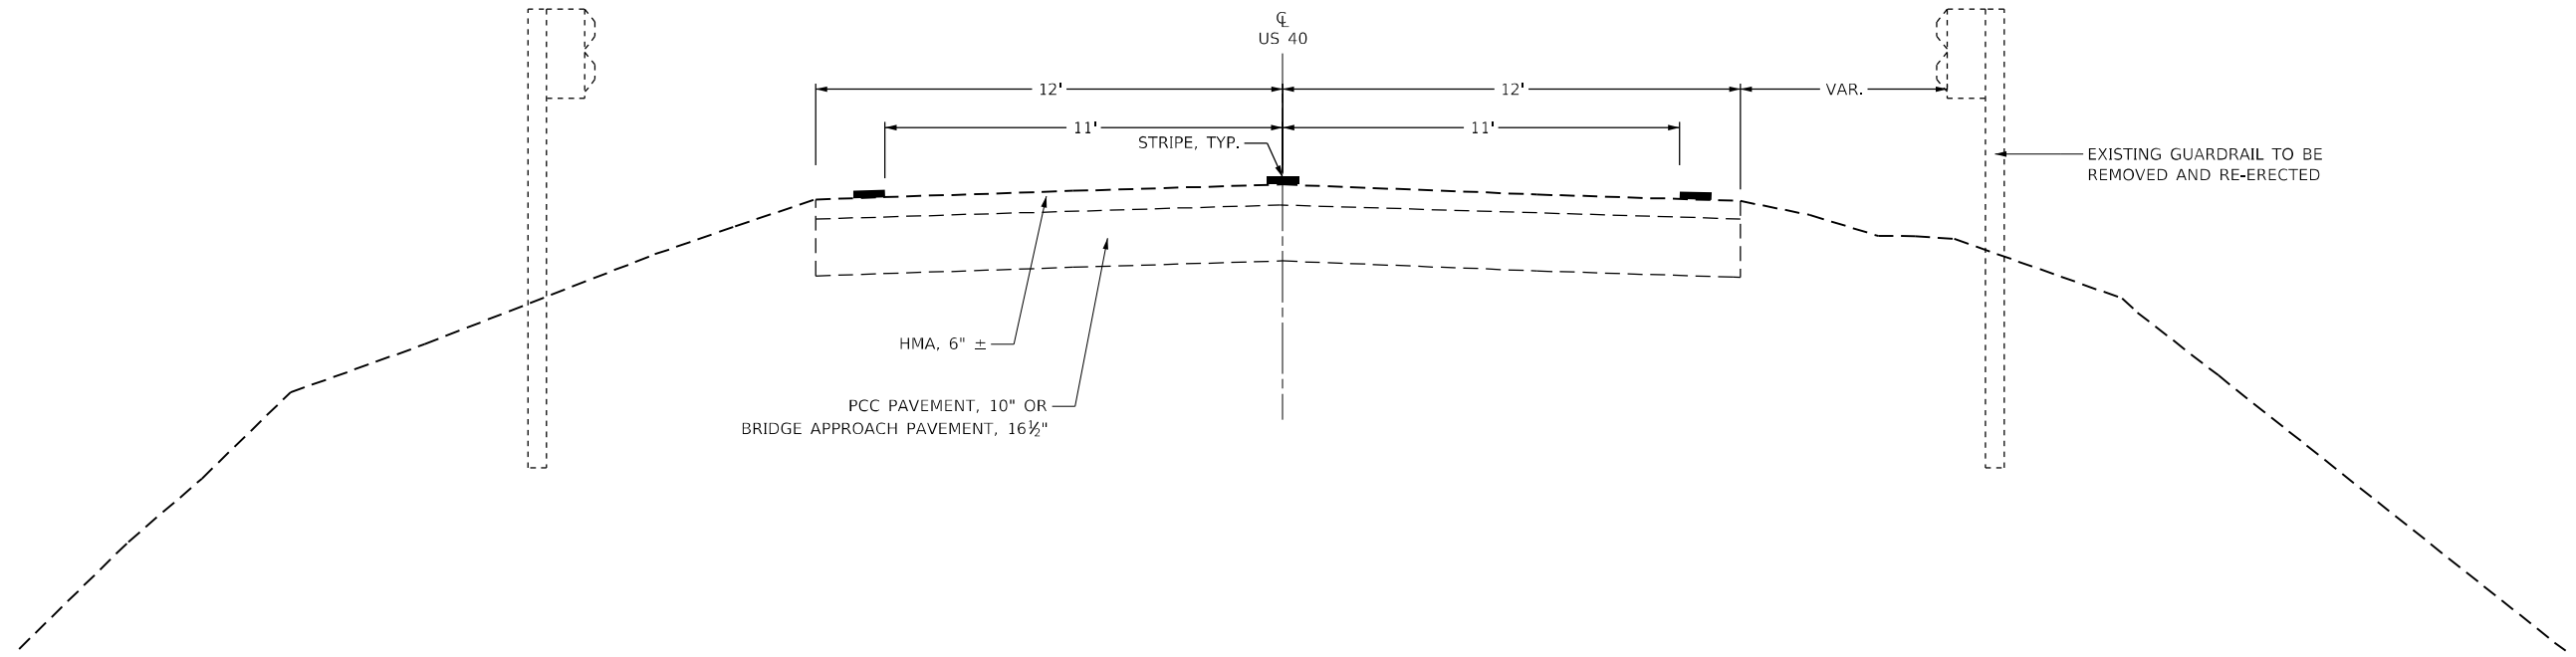 ℄
US 40
12'
12'
VAR.
11'
11'
STRIPE, TYP.
EXISTING GUARDRAIL TO BE
REMOVED AND RE-ERECTED
HMA, 6" ±
PCC PAVEMENT, 10" OR
BRIDGE APPROACH PAVEMENT, 16½"